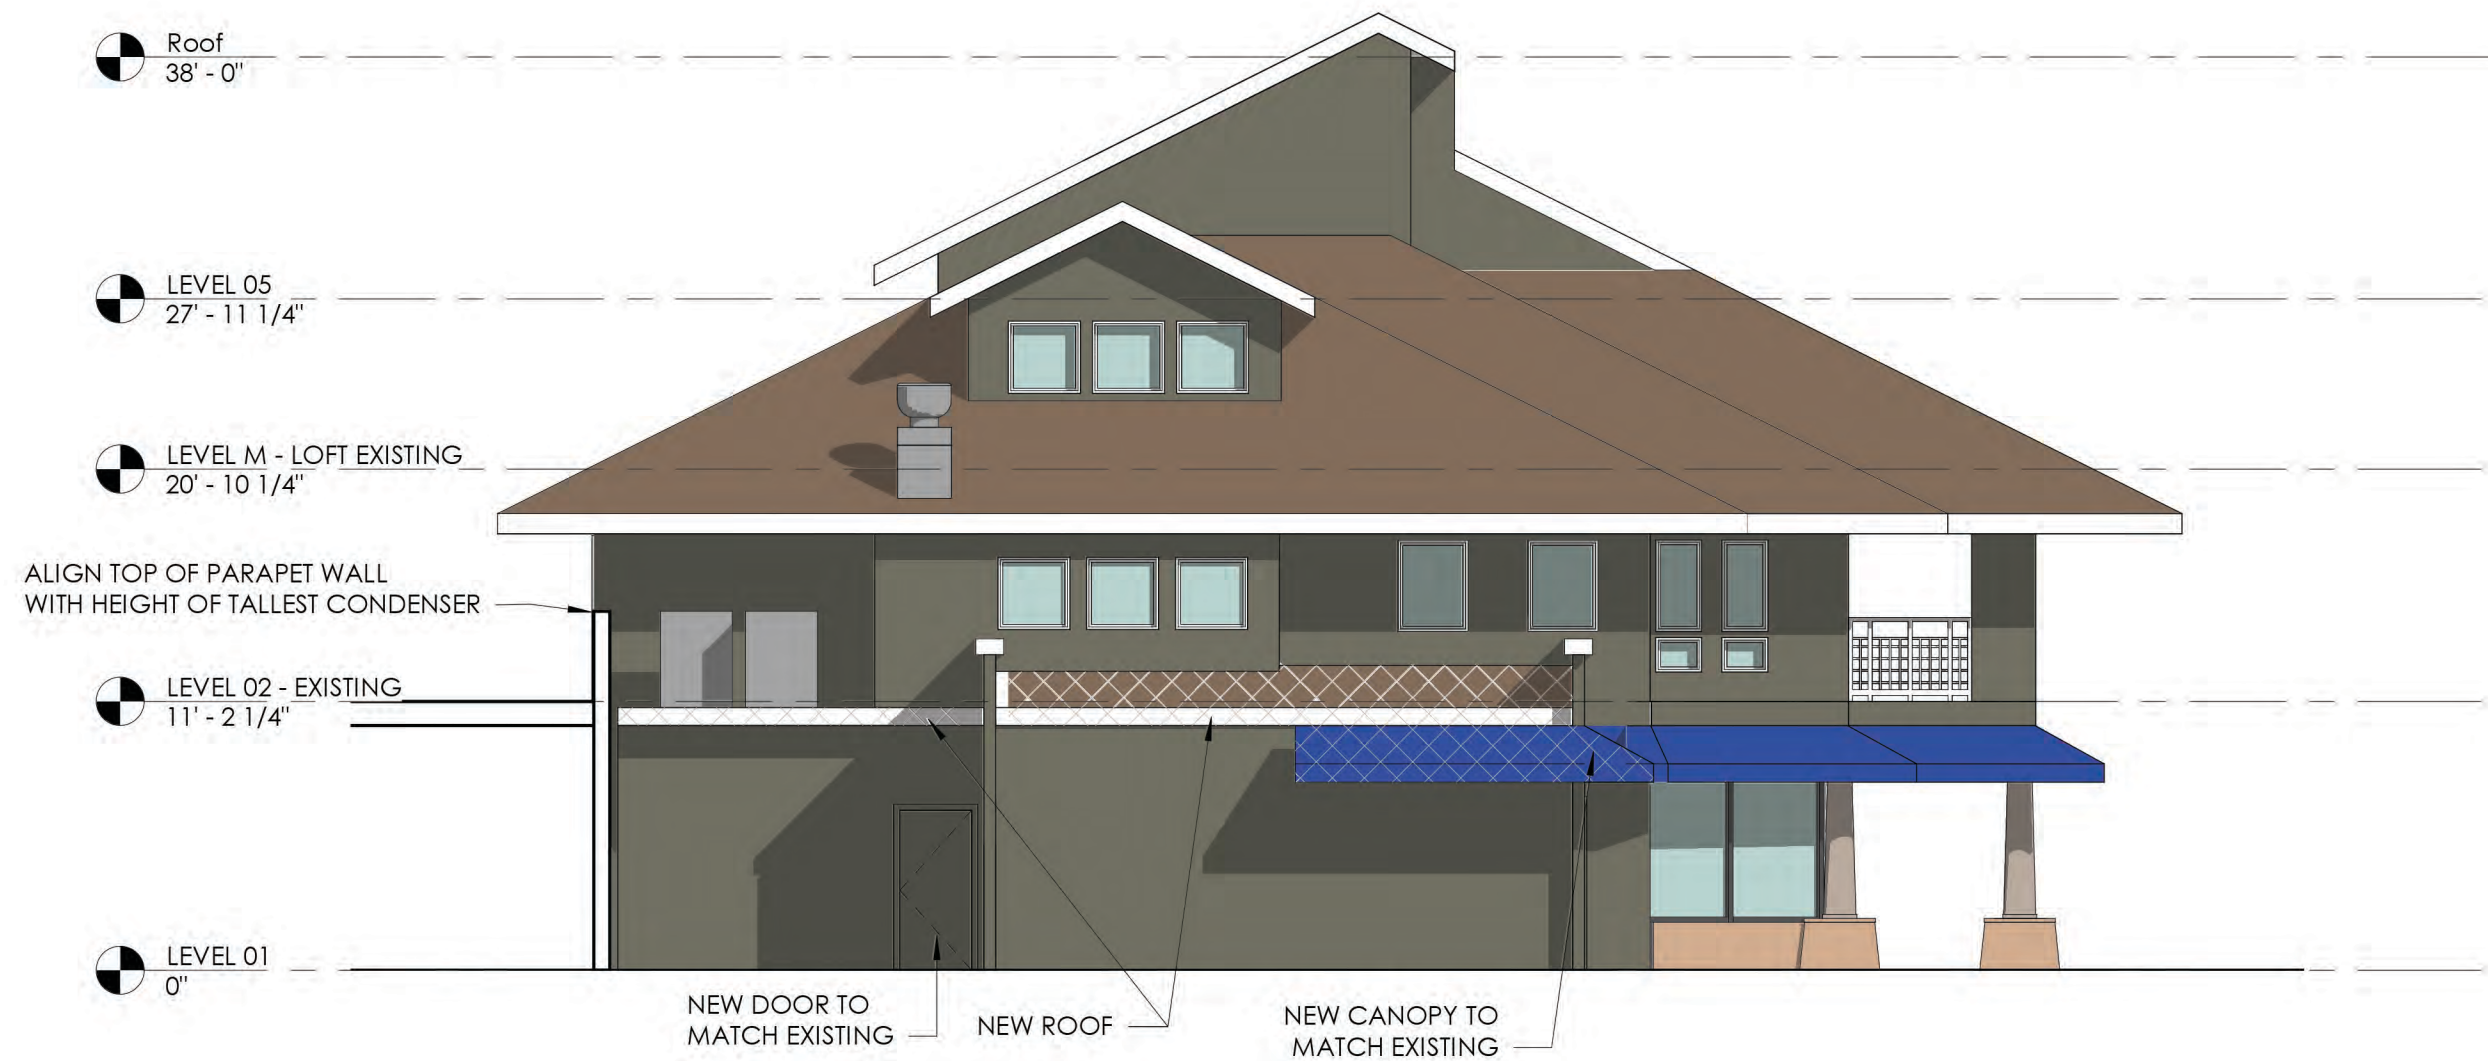 Roof
38' - 0"
LEVEL 05
27' - 11 1/4"
LEVEL M - LOFT EXISTING
20' - 10 1/4"
ALIGN TOP OF PARAPET WALL
WITH HEIGHT OF TALLEST CONDENSER
LEVEL 02 - EXISTING
11' - 2 1/4"
LEVEL 01
0"
NEW DOOR TO
MATCH EXISTING
NEW ROOF
NEW CANOPY TO
MATCH EXISTING